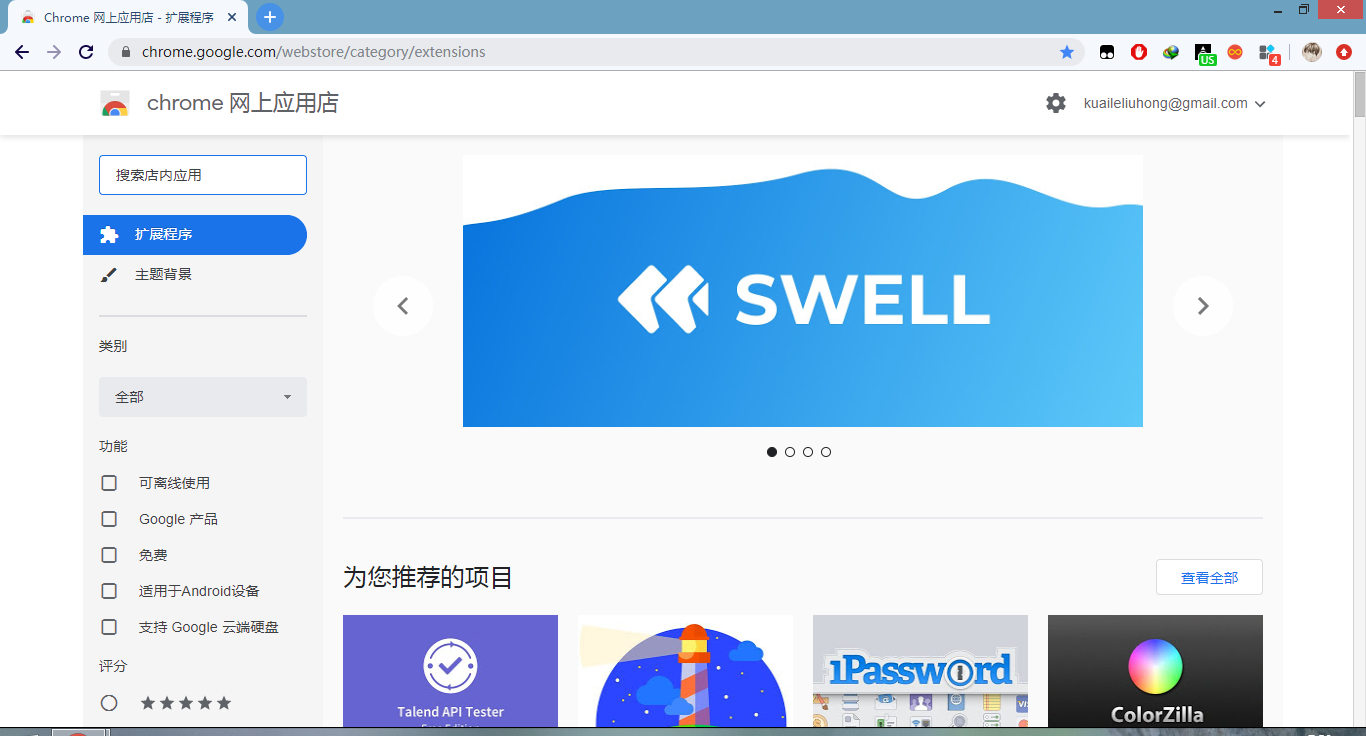 Chrome 网上应用店 - 扩展程序
chrome.google.com/webstore/category/extensions
US
4
chrome 网上应用店
kuaileliuhong@gmail.com
搜索店内应用
扩展程序
主题背景
类别
全部
功能
可离线使用
Google 产品
免费
适用于Android设备
支持 Google 云端硬盘
评分
SWELL
为您推荐的项目
查看全部
Talend API Tester
1Password
ColorZilla